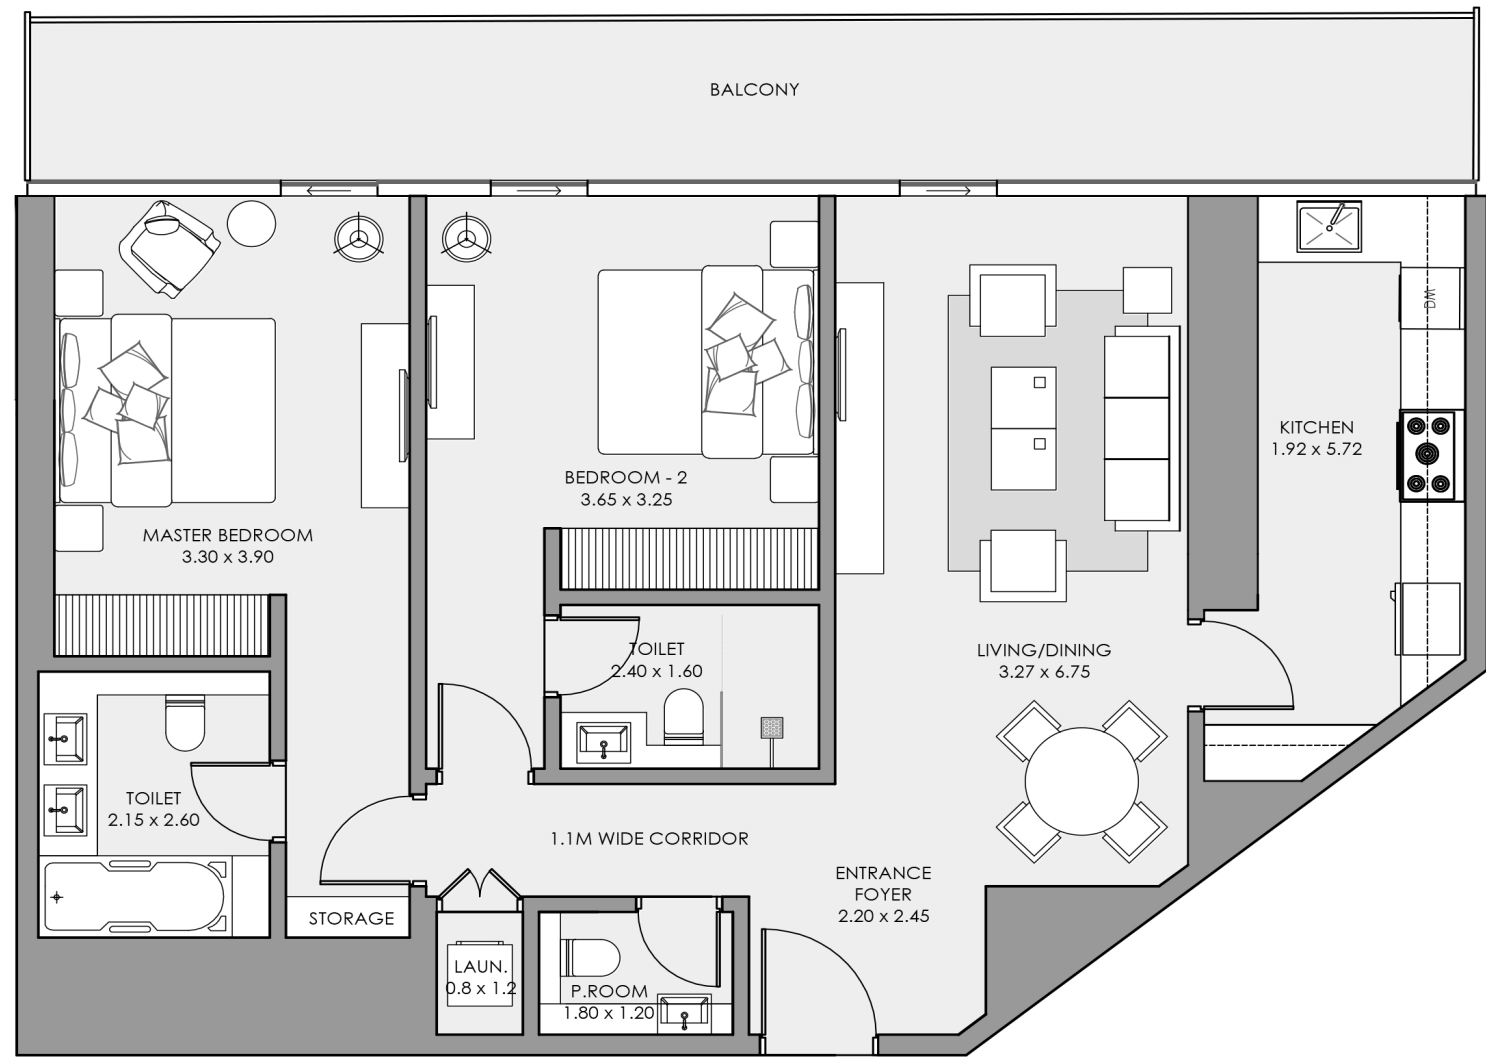 BALCONY
D/W
KITCHEN
1.92 x 5.72
BEDROOM - 2
3.65 x 3.25
MASTER BEDROOM
3.30 x 3.90
TOILET
2.40 x 1.60
LIVING/DINING
3.27 x 6.75
TOILET
2.15 x 2.60
1.1M WIDE CORRIDOR
ENTRANCE
FOYER
2.20 x 2.45
STORAGE
LAUN.
0.8 x 1.2
P.ROOM
1.80 x 1.20